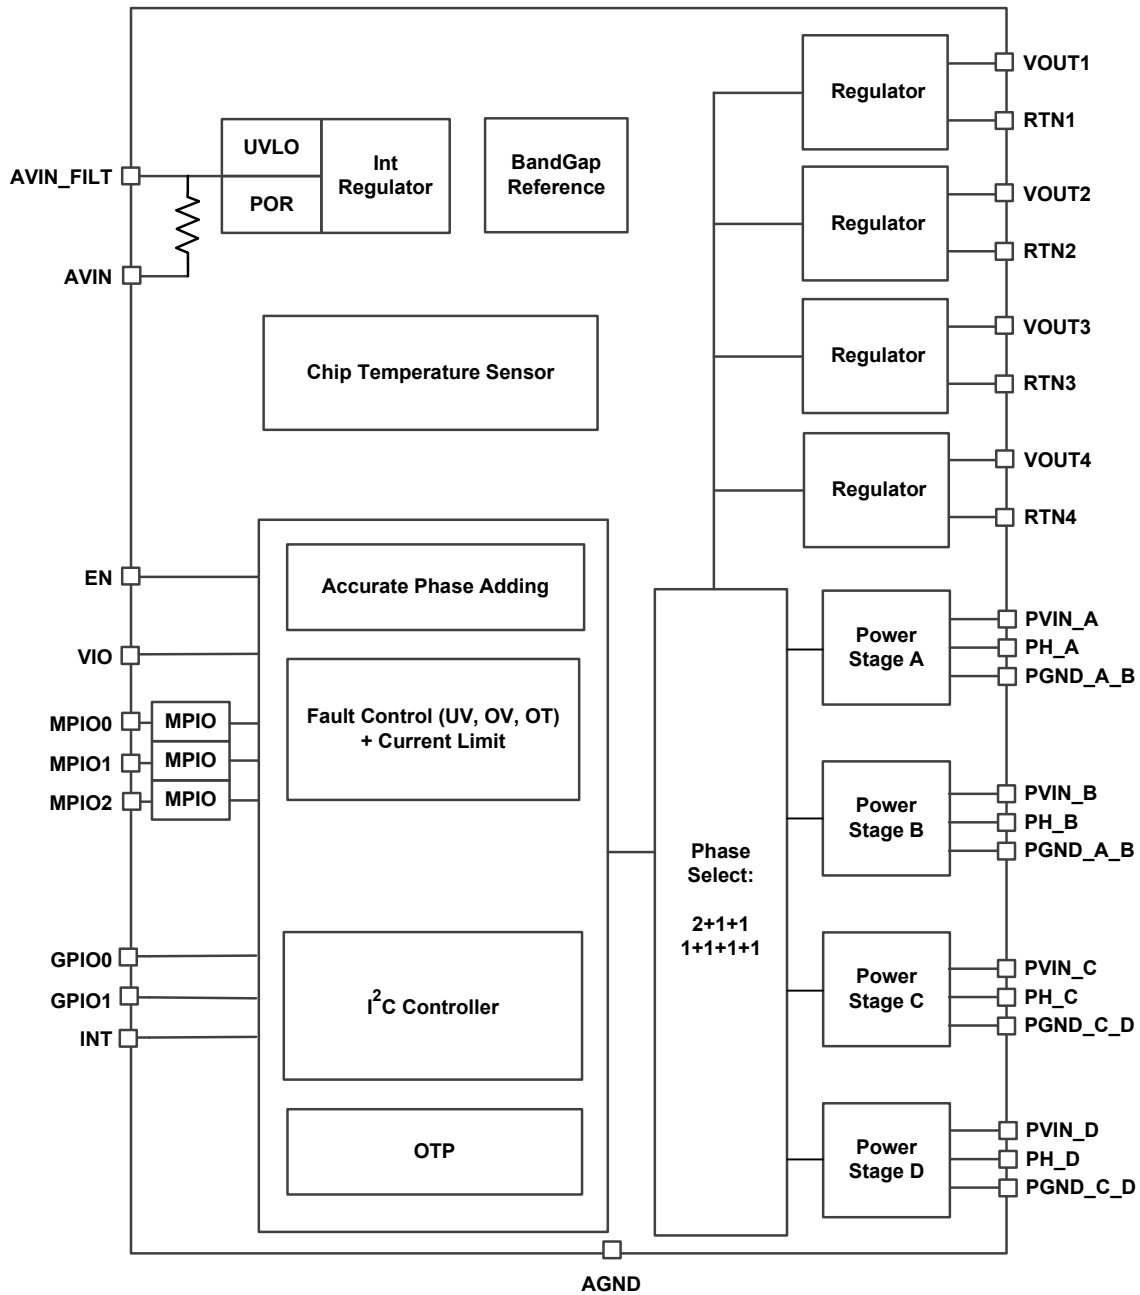 AVIN_FILT
AVIN
UVLO
POR
Int
Regulator
BandGap
Reference
Chip Temperature Sensor
Regulator
VOUT1
RTN1
Regulator
VOUT2
RTN2
Regulator
VOUT3
RTN3
Regulator
VOUT4
RTN4
EN
VIO
MPIO0
MPIO
MPIO1
MPIO
MPIO2
MPIO
GPIO0
GPIO1
INT
Accurate Phase Adding
Fault Control (UV, OV, OT)
+ Current Limit
I2C Controller
OTP
Phase
Select:
2+1+1
1+1+1+1
Power
Stage A
PVIN_A
PH_A
PGND_A_B
Power
Stage B
PVIN_B
PH_B
PGND_A_B
Power
Stage C
PVIN_C
PH_C
PGND_C_D
Power
Stage D
PVIN_D
PH_D
PGND_C_D
AGND